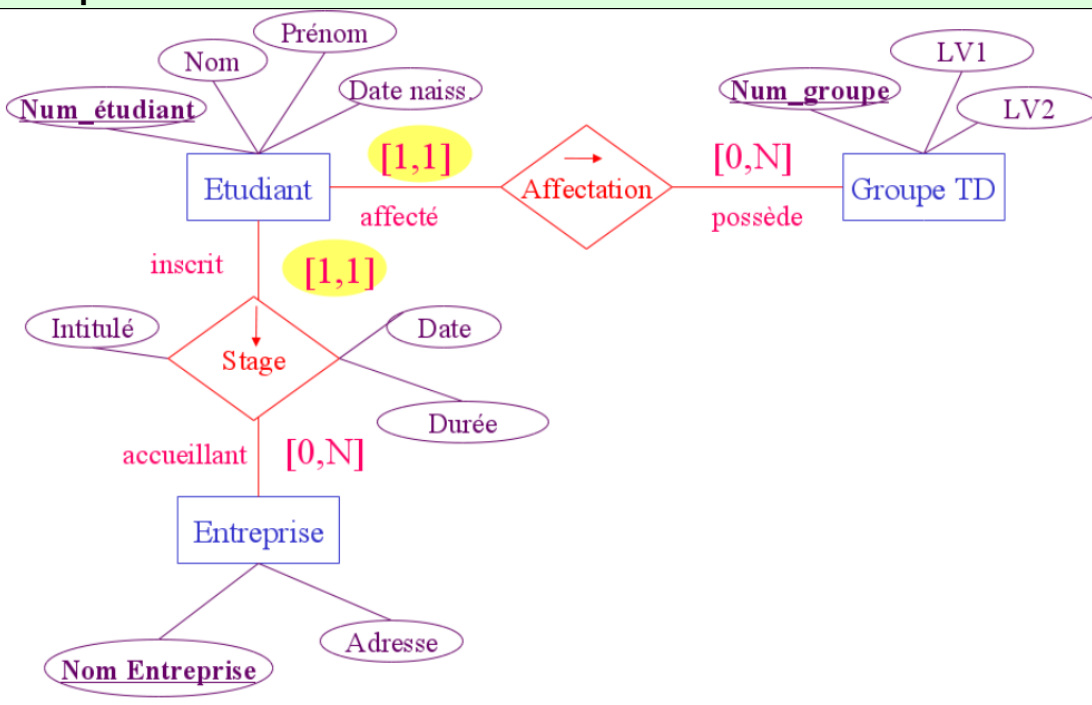 Prénom
Nom
Date naiss.
Num_étudiant
LV1
Num_groupe
LV2
Etudiant
[1,1]
affecté
Affectation
[0,N]
possède
Groupe TD
inscrit
[1,1]
Intitulé
Date
Stage
Durée
accueillant
[0,N]
Entreprise
Adresse
Nom Entreprise